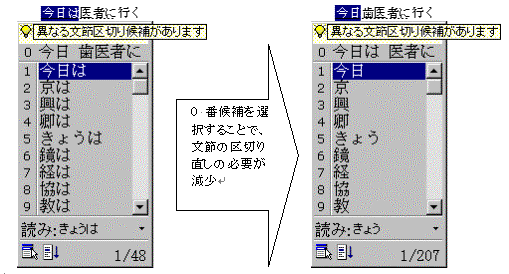 今日は医者に行く
異なる文節区切り候補があります
0 今日 歯医者に
1 今日は
2 京は
3 興は
4 卿は
5 きょうは
6 鏡は
7 経は
8 協は
9 教は
読み:きょうは
1/48
0 番候補を選
択することで、
文節の区切り
直しの必要が
減少↵
今日歯医者に行く
異なる文節区切り候補があります
0 今日は 医者に
1 今日
2 京
3 興
4 卿
5 きょう
6 鏡
7 経
8 協
9 教
読み:きょう
1/207